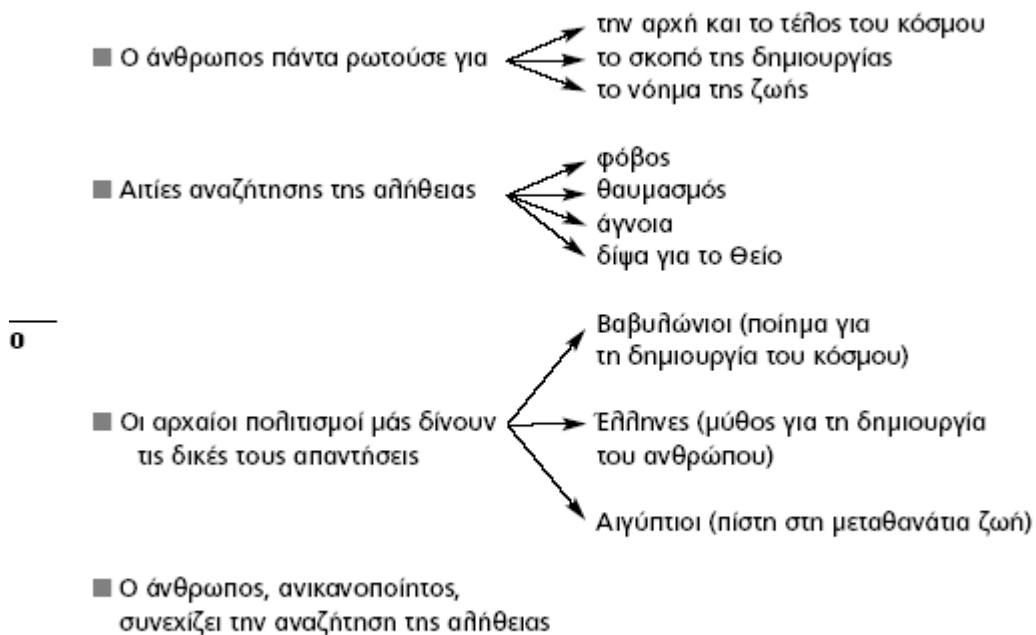 Ο άνθρωπος πάντα ρωτούσε για
την αρχή και το τέλος του κόσμου
το σκοπό της δημιουργίας
το νόημα της ζωής
Αιτίες αναζήτησης της αλήθειας
φόβος
θαυμασμός
άγνοια
δίψα για το Θείο
0
Οι αρχαίοι πολιτισμοί μάς δίνουν
τις δικές τους απαντήσεις
Βαβυλώνιοι (ποίημα για
τη δημιουργία του κόσμου)
Έλληνες (μύθος για τη δημιουργία
του ανθρώπου)
Αιγύπτιοι (πίστη στη μεταθανάτια ζωή)
Ο άνθρωπος, ανικανοποίητος,
συνεχίζει την αναζήτηση της αλήθειας